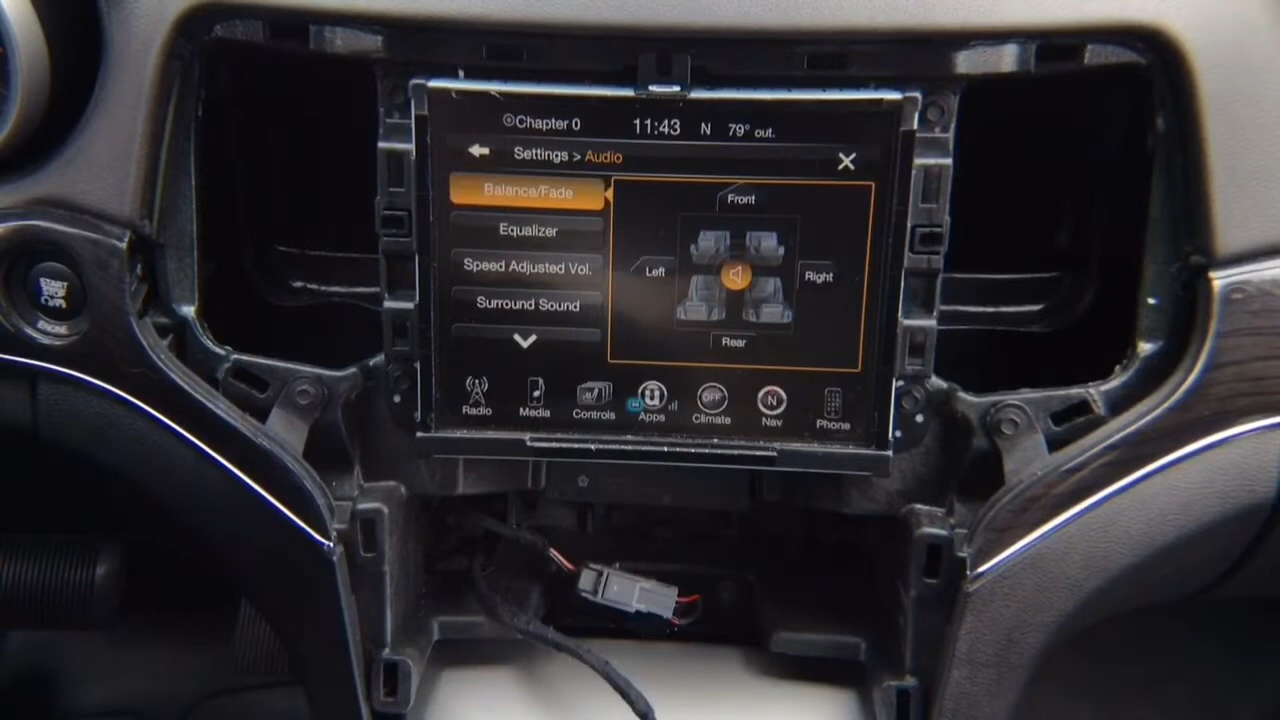 Chapter 0 11:43 N 79° out.
Settings > Audio
Balance/Fade
Equalizer
Speed Adjusted Vol.
Surround Sound
Front
Left
Right
Rear
Radio
Media
Controls
Apps
OFF
Climate
N
Nav
Phone
START
STOP
ENGINE